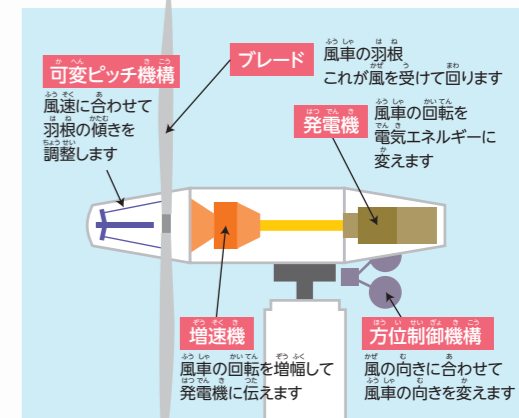 可変ピッチ機構
風速に合わせて
羽根の傾きを
調整します
ブレード
風車の羽根
これが風を受けて回ります
発電機
風車の回転を
電気エネルギーに
変えます
増速機
風車の回転を増幅して
発電機に伝えます
方位制御機構
風の向きに合わせて
風車の向きを変えます